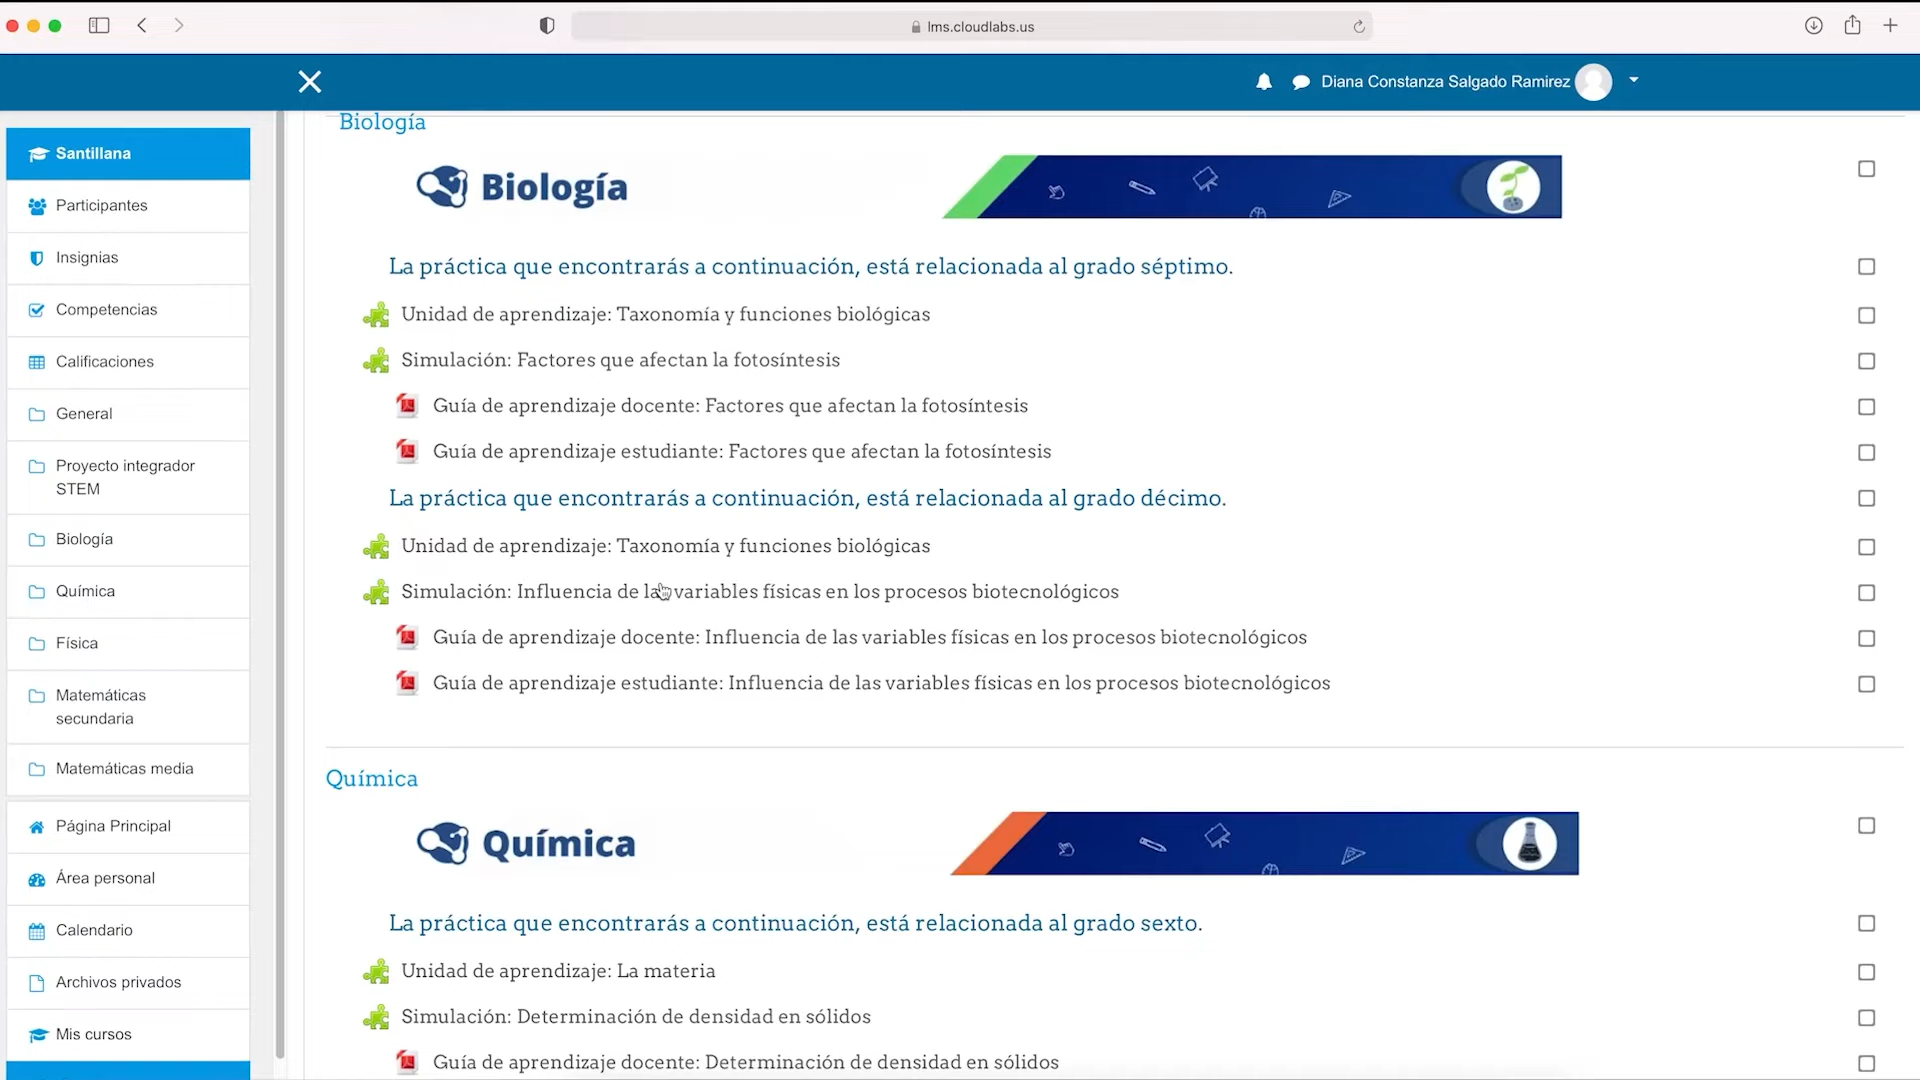 lms.cloudlabs.us
Diana Constanza Salgado Ramirez
Santillana
Participantes
Insignias
Competencias
Calificaciones
General
Proyecto integrador
STEM
Biología
Química
Física
Matemáticas
secundaria
Matemáticas media
Página Principal
Área personal
Calendario
Archivos privados
Mis cursos
Biología
Biología
La práctica que encontrarás a continuación, está relacionada al grado séptimo.
Unidad de aprendizaje: Taxonomía y funciones biológicas
Simulación: Factores que afectan la fotosíntesis
Guía de aprendizaje docente: Factores que afectan la fotosíntesis
Guía de aprendizaje estudiante: Factores que afectan la fotosíntesis
La práctica que encontrarás a continuación, está relacionada al grado décimo.
Unidad de aprendizaje: Taxonomía y funciones biológicas
Simulación: Influencia de las variables físicas en los procesos biotecnológicos
Guía de aprendizaje docente: Influencia de las variables físicas en los procesos biotecnológicos
Guía de aprendizaje estudiante: Influencia de las variables físicas en los procesos biotecnológicos
Química
Química
La práctica que encontrarás a continuación, está relacionada al grado sexto.
Unidad de aprendizaje: La materia
Simulación: Determinación de densidad en sólidos
Guía de aprendizaje docente: Determinación de densidad en sólidos